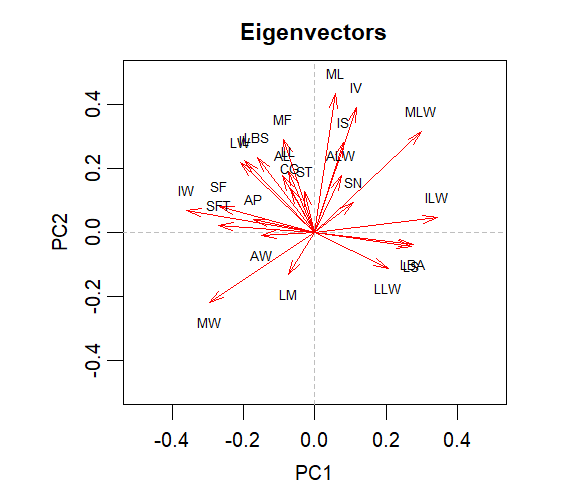 Eigenvectors
ML
IV
MLW
MF
IS
LBS
LW
LL
AL
ALW
CG
ST
SN
IW
SF
SFT
AP
ILW
AW
LBA
LS
LLW
LM
MW
0.4
0.2
0.0
-0.2
-0.4
PC2
-0.4
-0.2
0.0
0.2
0.4
PC1